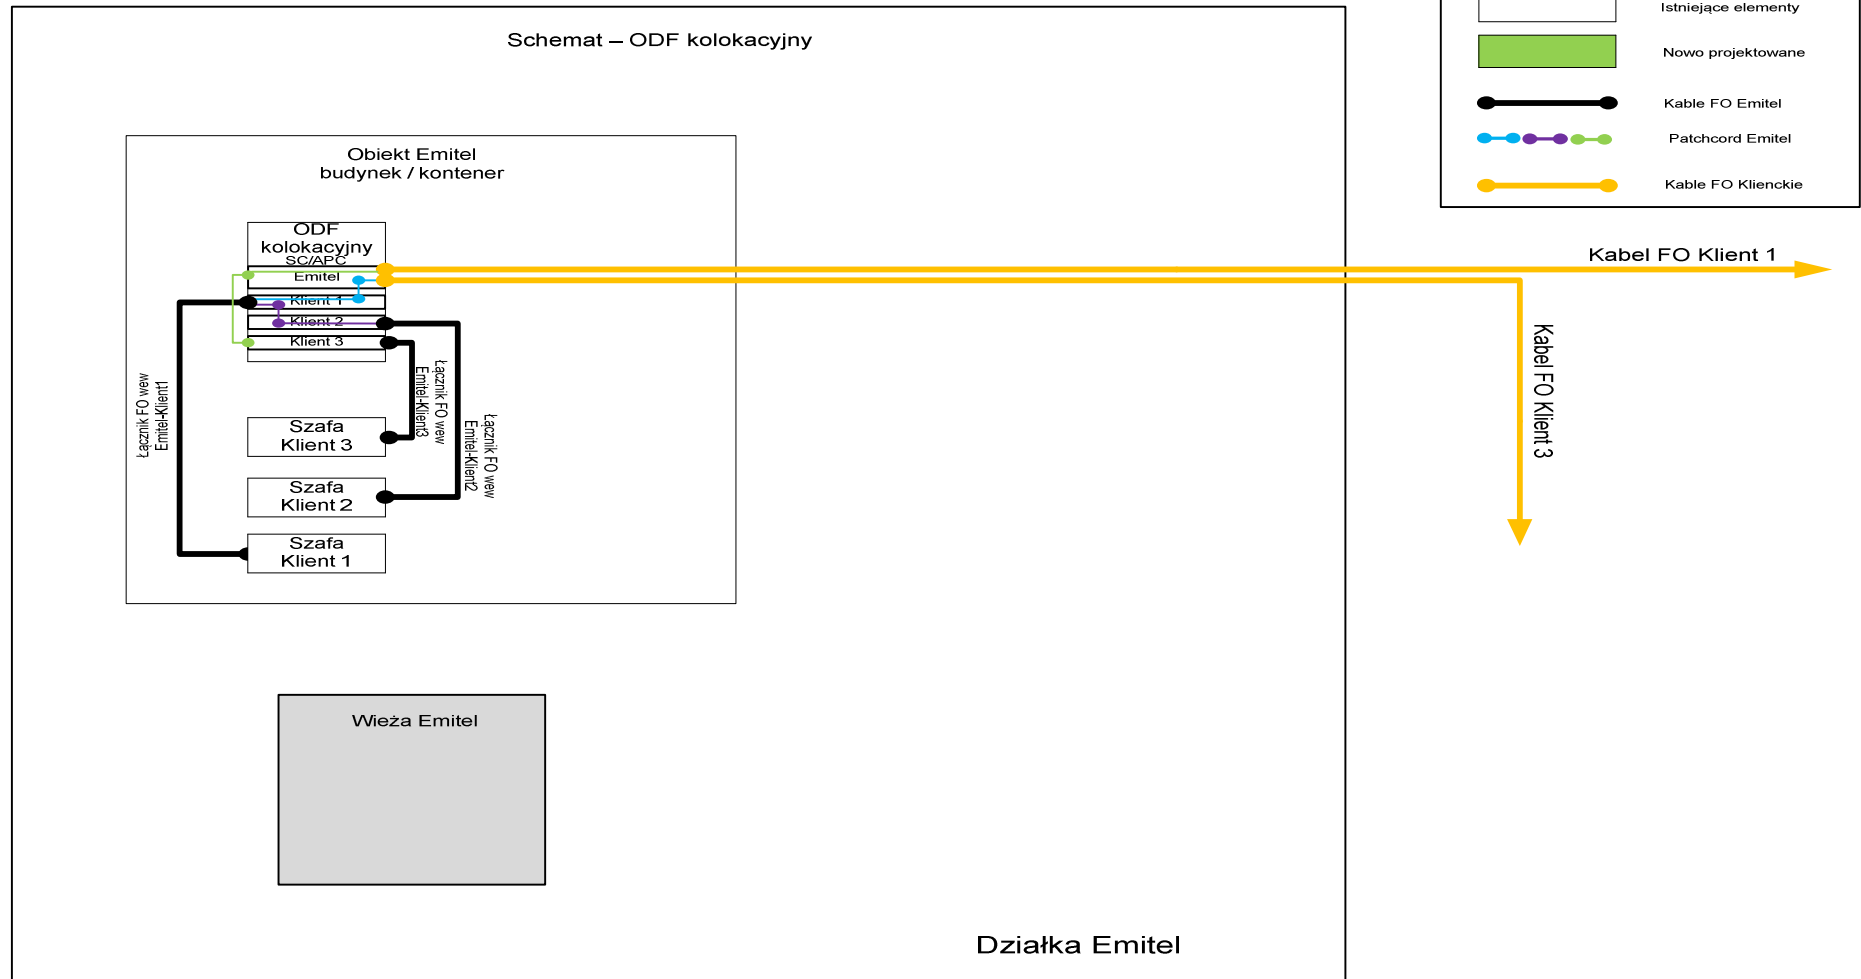 Schemat – ODF kolokacyjny
Istniejące elementy
Nowo projektowane
Kable FO Emitel
Patchcord Emitel
Kable FO Klienckie
Obiekt Emitel
budynek / kontener
ODF
kolokacyjny
SC/APC
Emitel
Klient 1
Klient 2
Klient 3
Łącznik FO wew
Emitel-Klient1
Łącznik FO wew
Emitel-Klient3
Łącznik FO wew
Emitel-Klient2
Szafa
Klient 3
Szafa
Klient 2
Szafa
Klient 1
Kabel FO Klient 1
Kabel FO Klient 3
Wieża Emitel
Działka Emitel